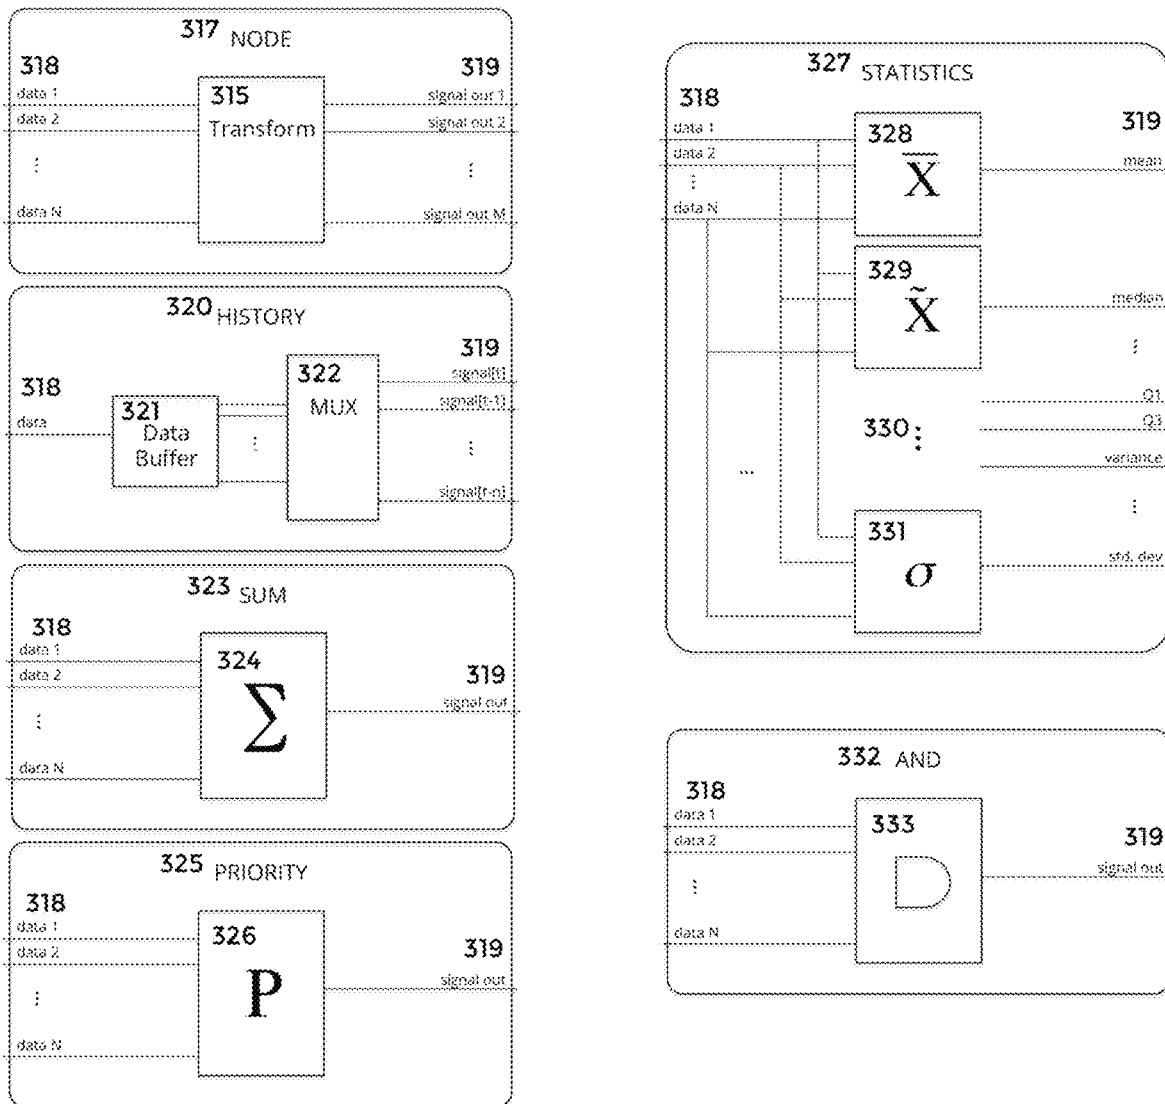 317 NODE
318
319
data 1
315
signal out 1
data 2
Transform
signal out 2
⋮
⋮
data N
signal out M
320 HISTORY
318
319
322
signal[t]
data
321
MUX
signal[t-1]
Data
Buffer
⋮
⋮
signal[t-n]
323 SUM
318
data 1
324
319
data 2
Σ
signal out
⋮
data N
325 PRIORITY
318
data 1
326
319
data 2
P
signal out
⋮
data N
327 STATISTICS
318
319
data 1
328
data 2
X̅
mean
⋮
data N
329
X̃
median
⋮
Q1
330 ⋮
Q3
variance
...
⋮
331
σ
std. dev
332 AND
318
data 1
333
319
data 2
signal out
⋮
data N